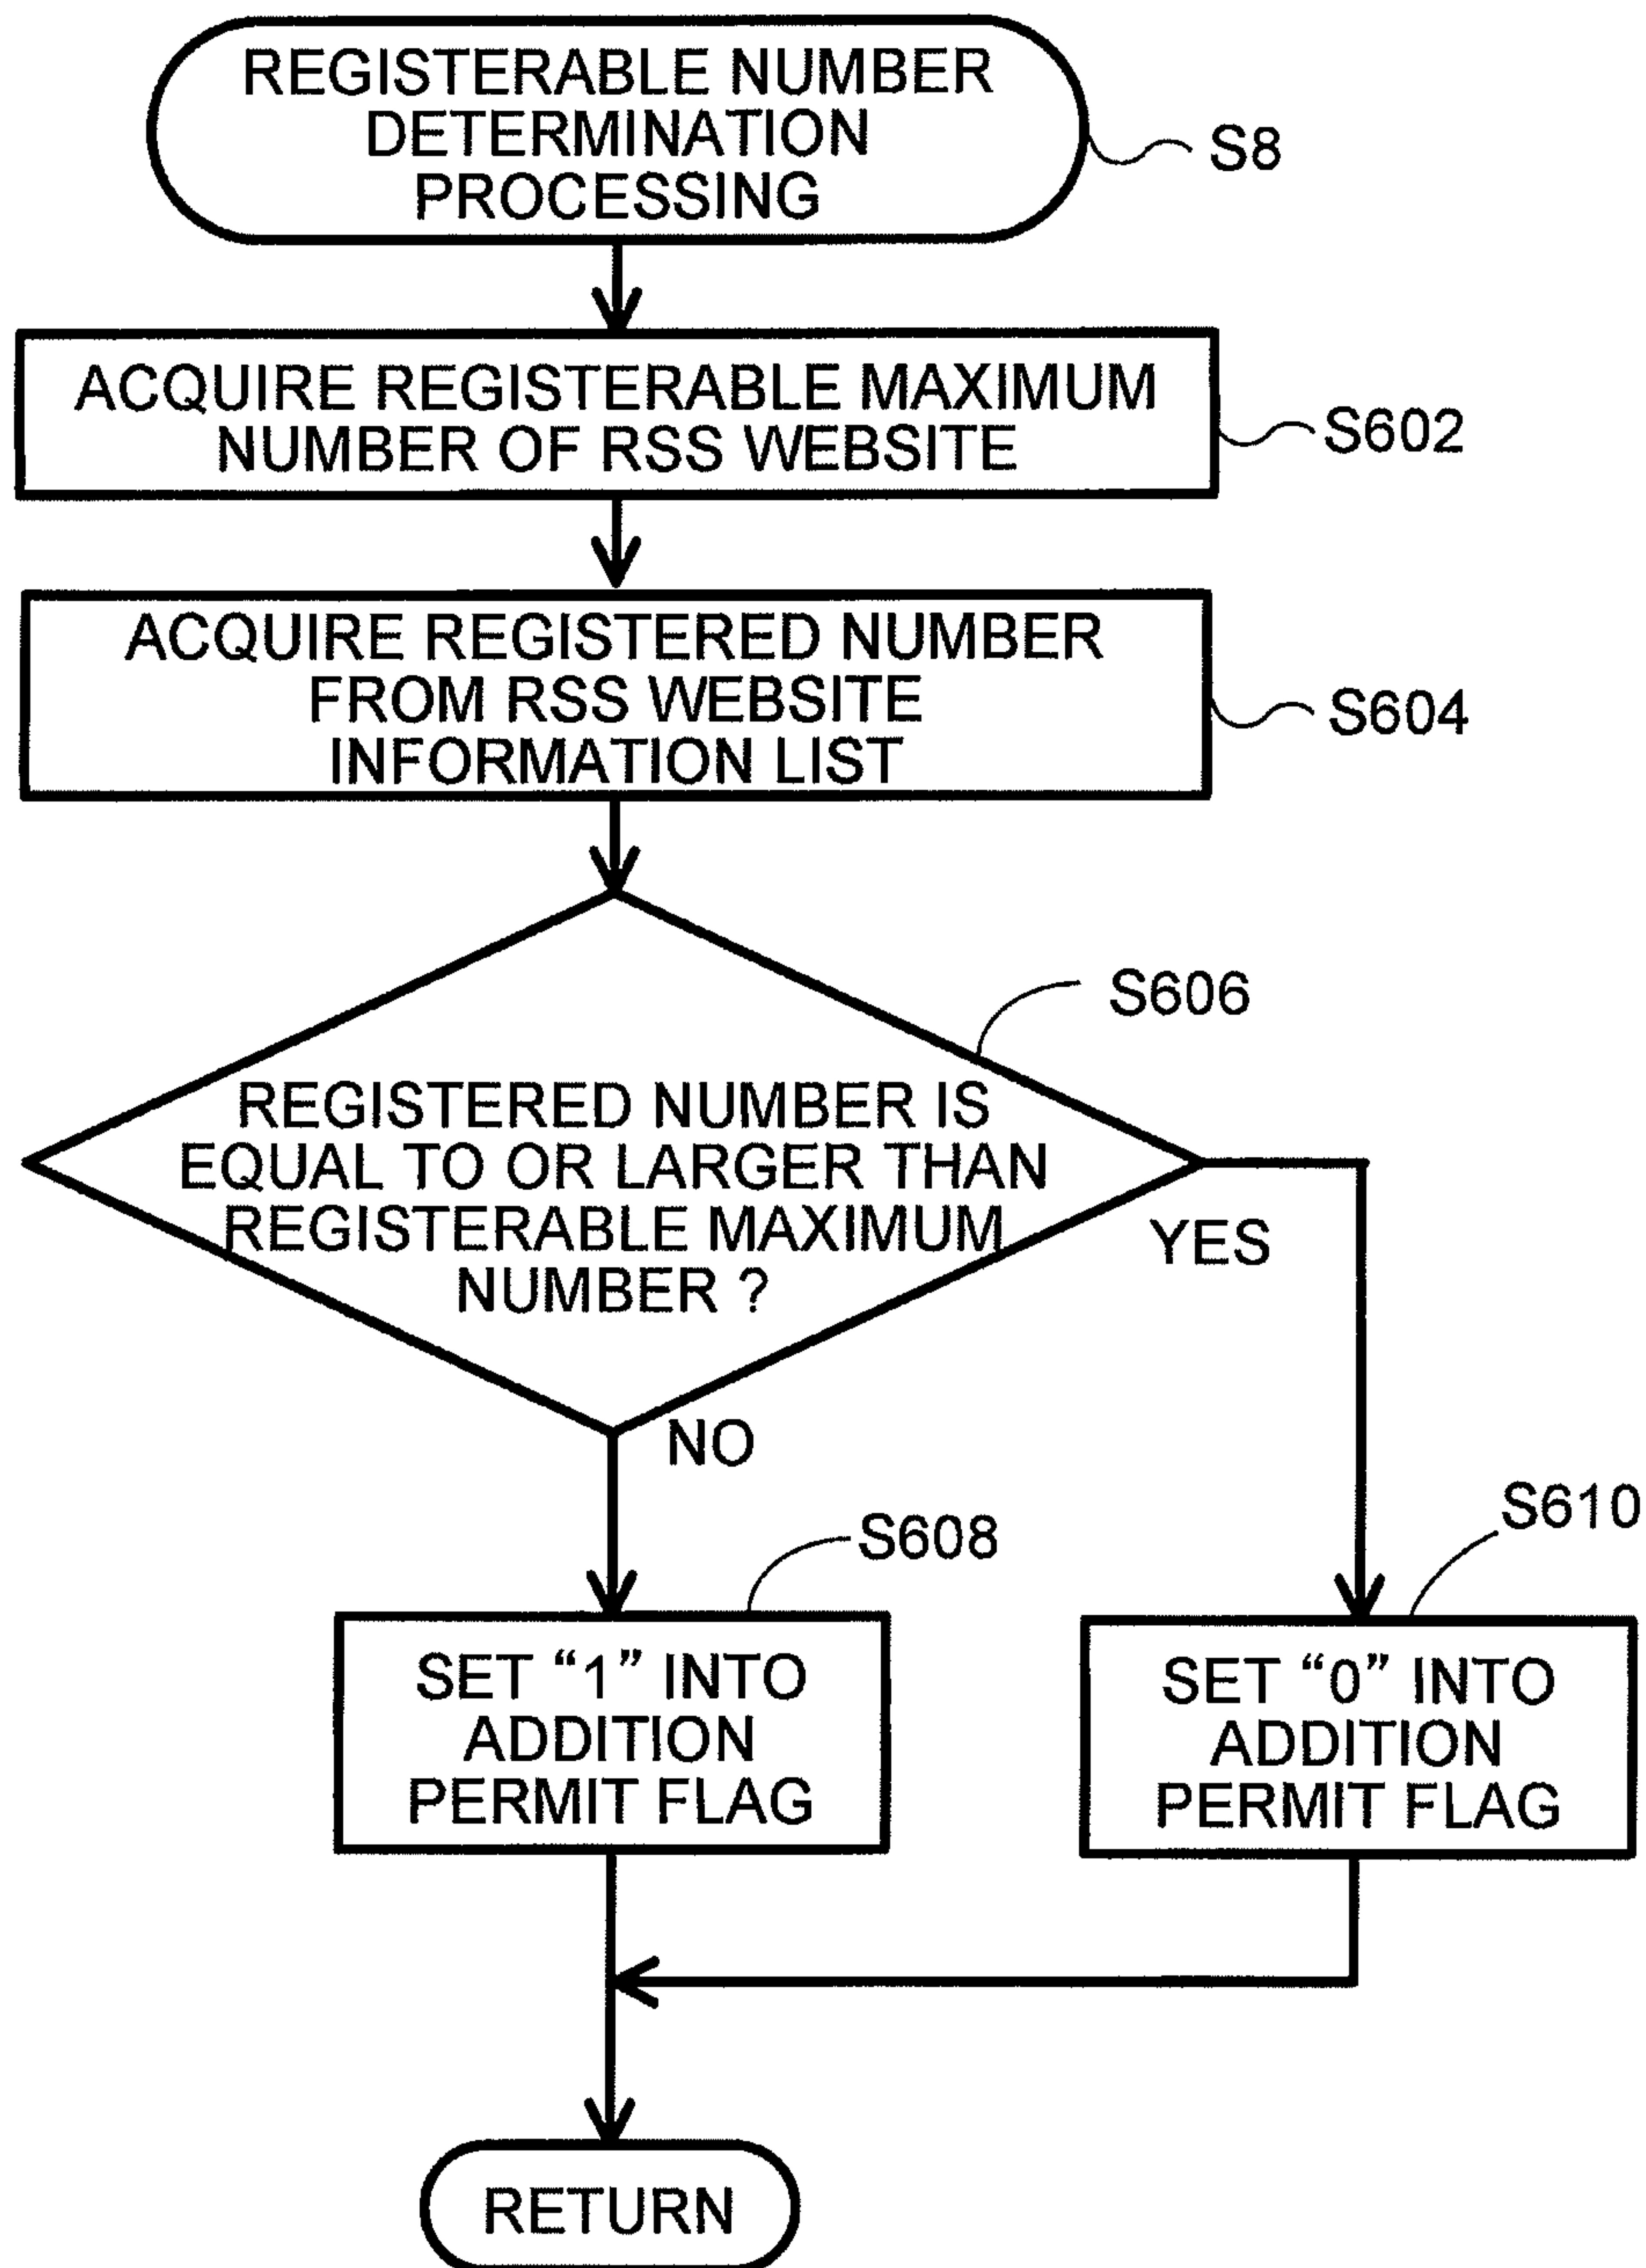 REGISTERABLE NUMBER
DETERMINATION
PROCESSING
S8
ACQUIRE REGISTERABLE MAXIMUM
NUMBER OF RSS WEBSITE
S602
ACQUIRE REGISTERED NUMBER
FROM RSS WEBSITE
INFORMATION LIST
S604
S606
REGISTERED NUMBER IS
EQUAL TO OR LARGER THAN
REGISTERABLE MAXIMUM
NUMBER ?
YES
NO
S608
S610
SET “1” INTO
ADDITION
PERMIT FLAG
SET “0” INTO
ADDITION
PERMIT FLAG
RETURN